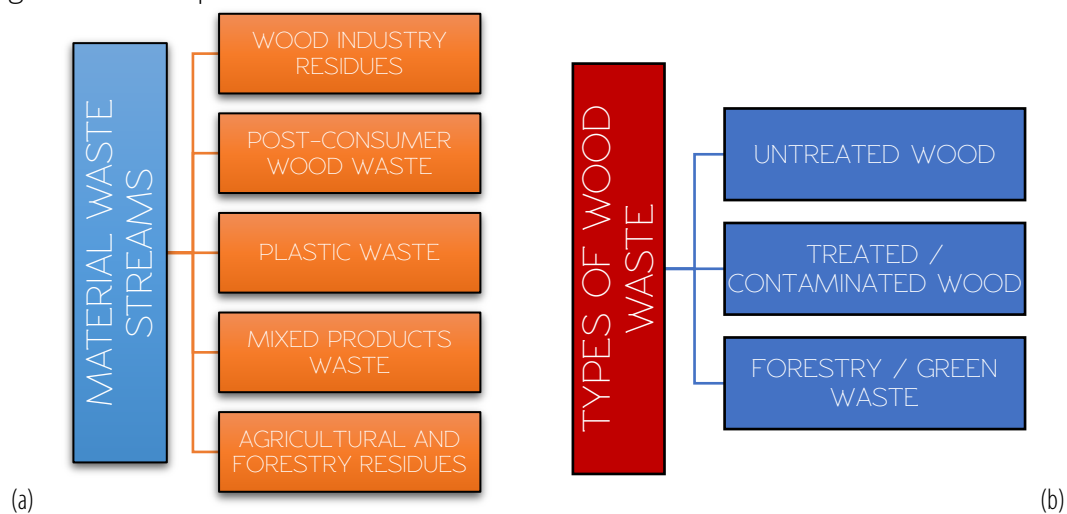 MATERIAL WASTE
STREAMS
WOOD INDUSTRY
RESIDUES
POST-CONSUMER
WOOD WASTE
PLASTIC WASTE
MIXED PRODUCTS
WASTE
AGRICULTURAL AND
FORESTRY RESIDUES
(a)
TYPES OF WOOD
WASTE
UNTREATED WOOD
TREATED /
CONTAMINATED WOOD
FORESTRY / GREEN
WASTE
(b)